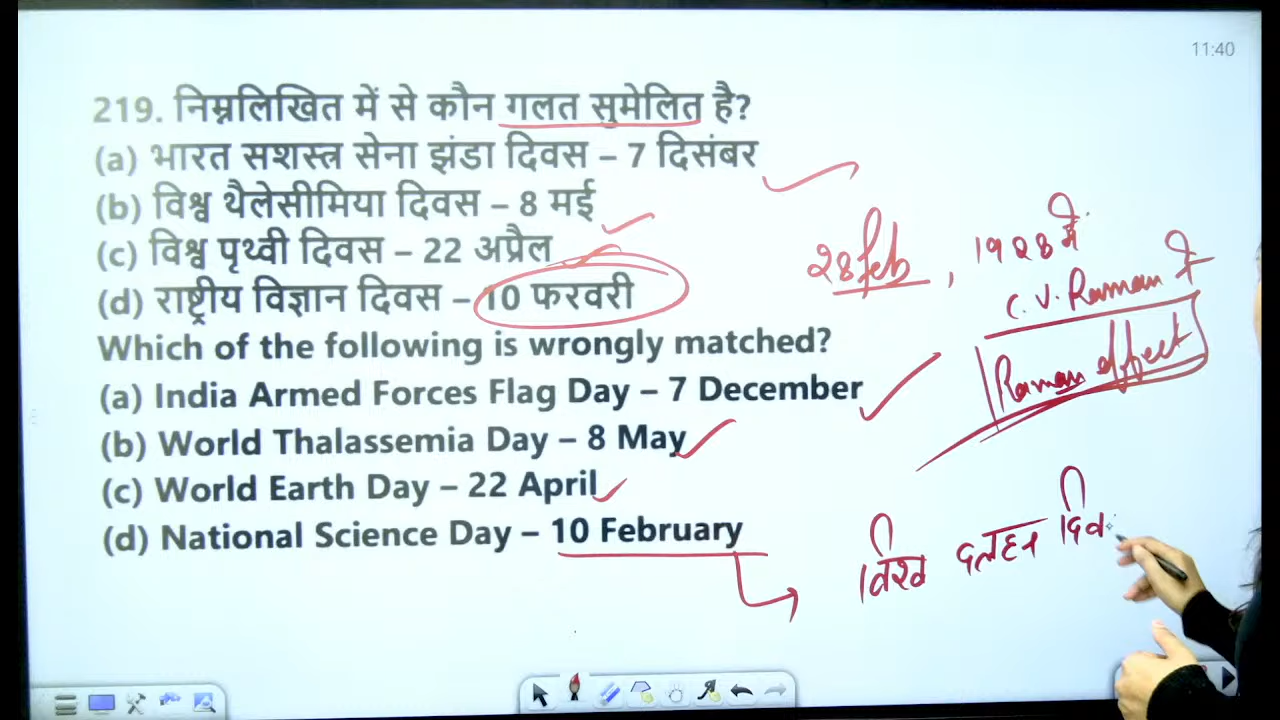 11:40
219. निम्नलिखित में से कौन गलत सुमेलित है?
(a) भारत सशस्त्र सेना झंडा दिवस – 7 दिसंबर
(b) विश्व थैलेसीमिया दिवस – 8 मई
(c) विश्व पृथ्वी दिवस – 22 अप्रैल
(d) राष्ट्रीय विज्ञान दिवस – 10 फरवरी
Which of the following is wrongly matched?
(a) India Armed Forces Flag Day – 7 December
(b) World Thalassemia Day – 8 May
(c) World Earth Day – 22 April
(d) National Science Day – 10 February
28 feb, 1928 में
C.V. Raman ने
Raman effect
विश्व दलहन दिव